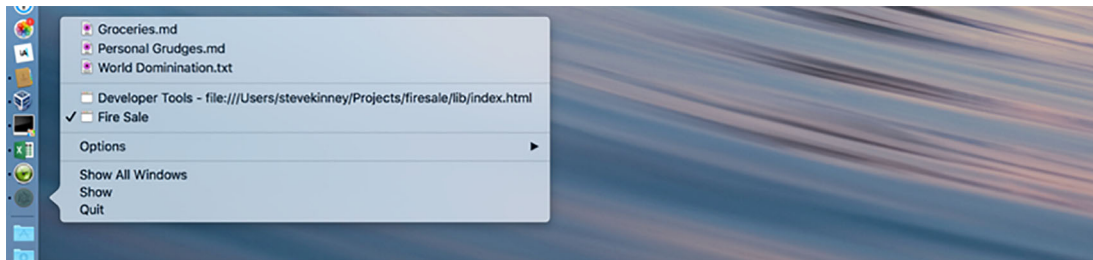 Groceries.md
Personal Grudges.md
World Dominination.txt
Developer Tools - file:///Users/stevekinney/Projects/firesale/lib/index.html
✓ Fire Sale
Options ▶
Show All Windows
Show
Quit